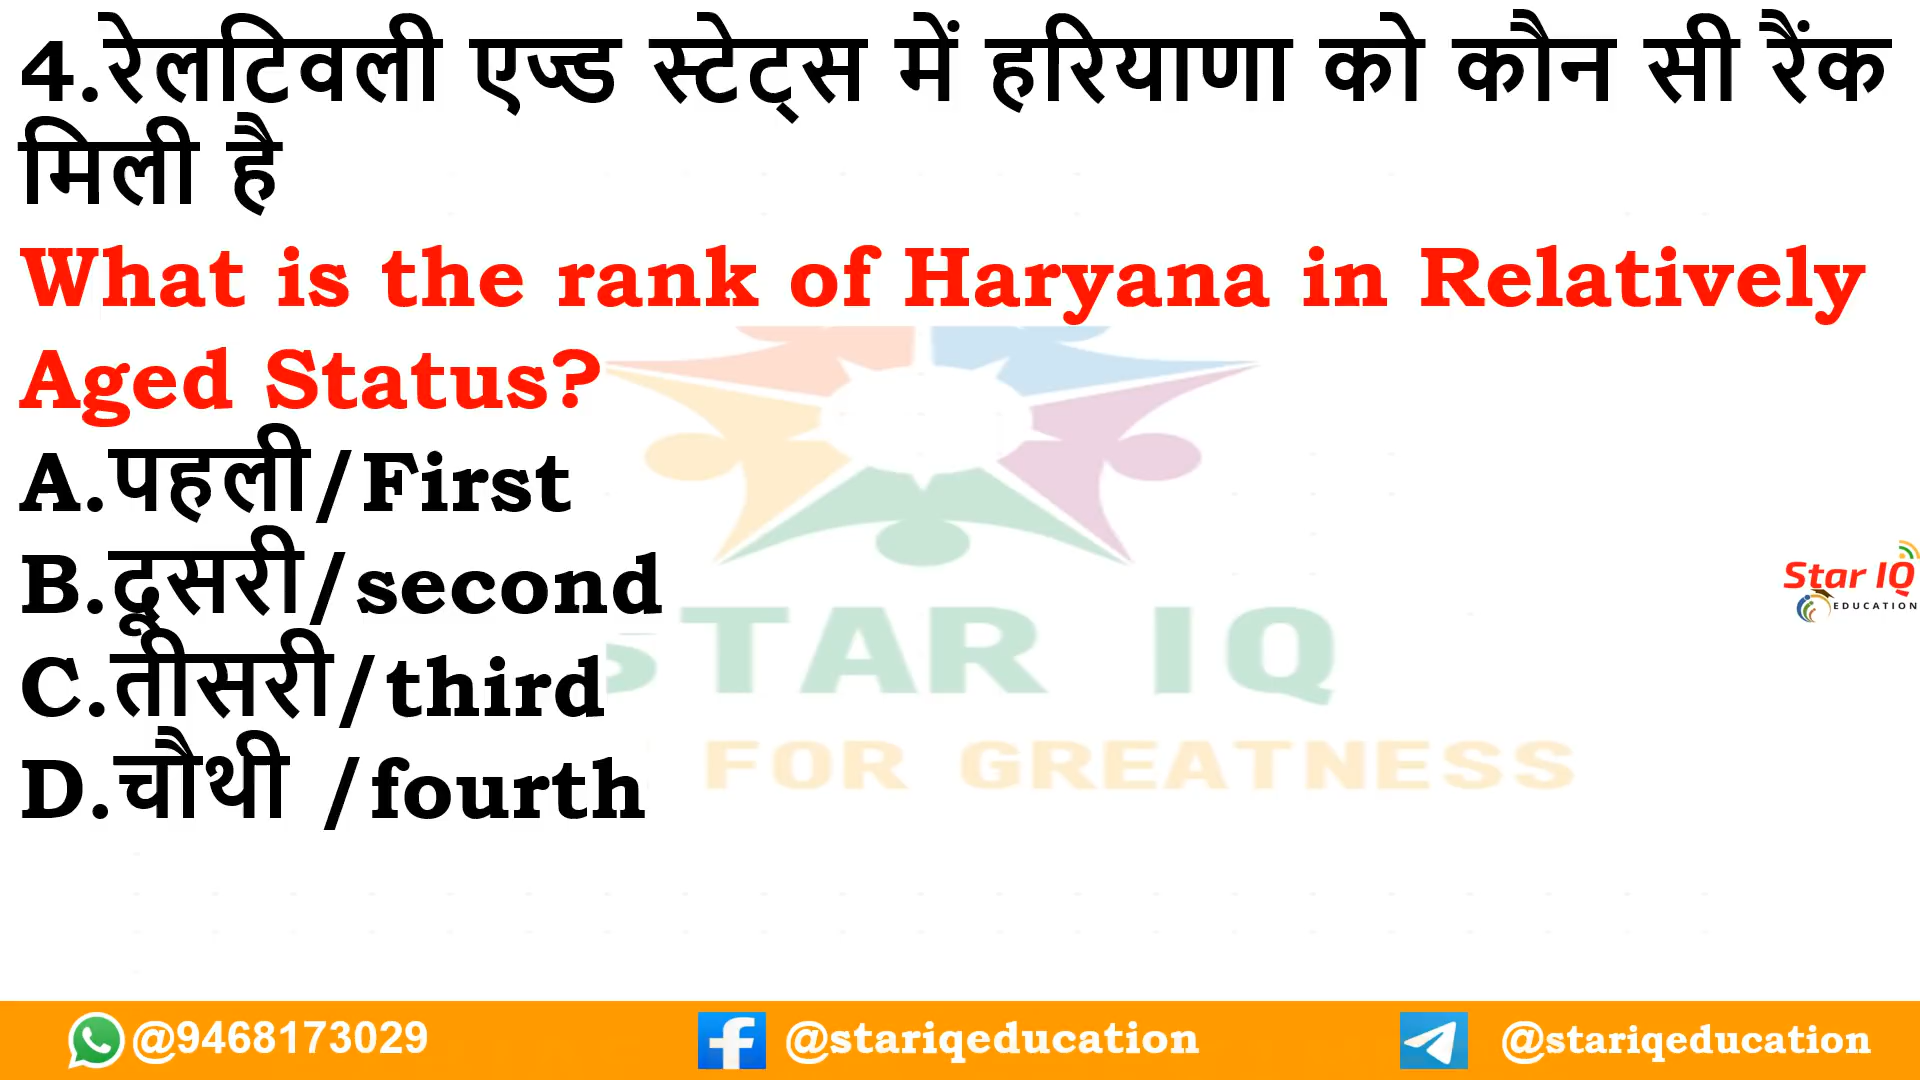 4.रेलटिवली एज्ड स्टेट्स में हरियाणा को कौन सी रैंक
मिली है
What is the rank of Haryana in Relatively
Aged Status?
A.पहली/First
B.दूसरी/second
C.तीसरी/third
D.चौथी /fourth
STAR IQ
FOR GREATNESS
Star IQ
EDUCATION
@9468173029
@stariqeducation
@stariqeducation